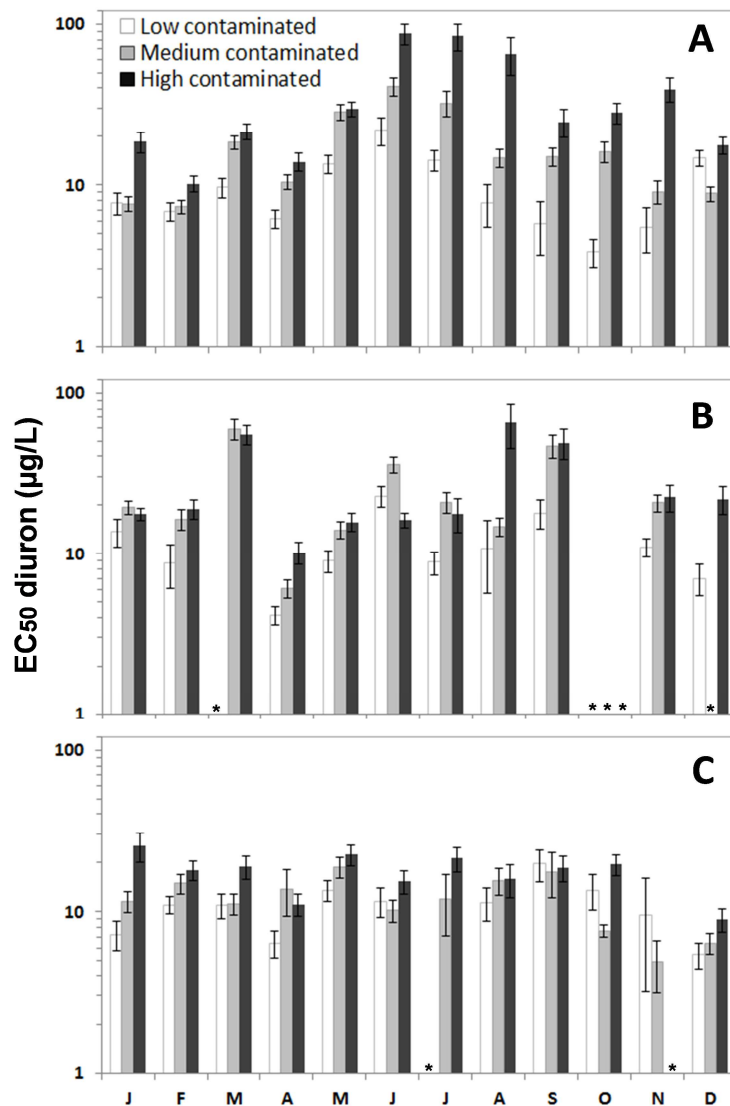 100
10
1
Low contaminated
Medium contaminated
High contaminated
A
EC50 diuron (µg/L)
100
10
1
B
*
* * *
*
100
10
1
C
*
*
J F M A M J J A S O N D